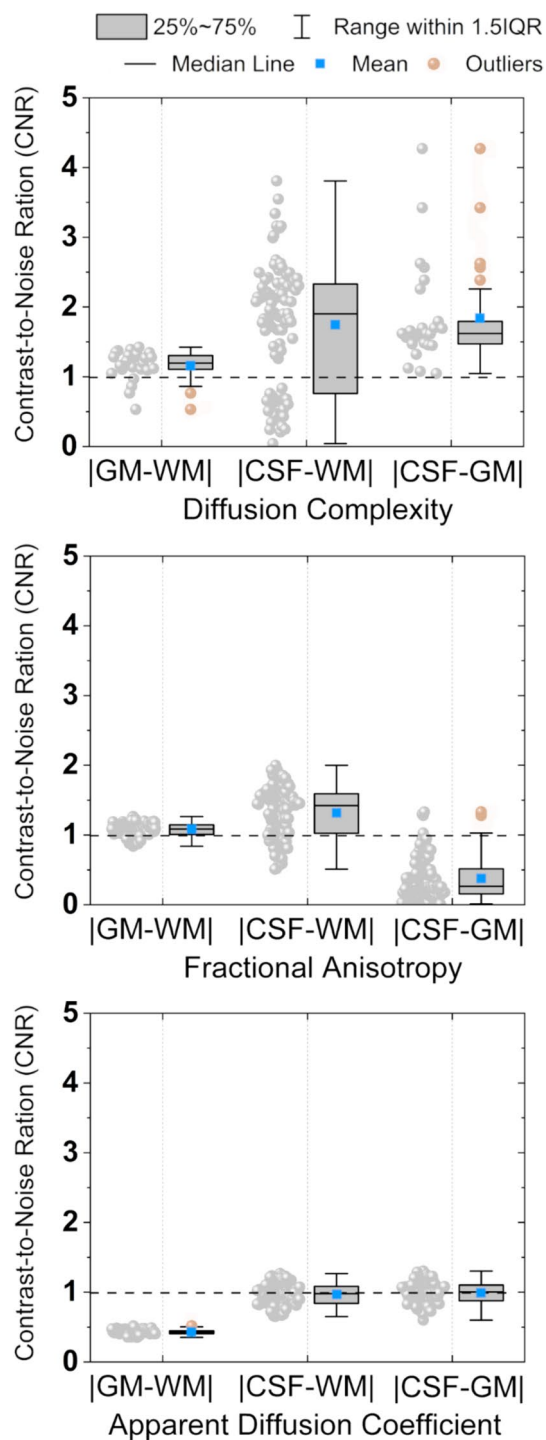 25%~75% Range within 1.5IQR
Median Line Mean Outliers
Contrast-to-Noise Ration (CNR)
5
4
3
2
1
0
|GM-WM| |CSF-WM| |CSF-GM|
Diffusion Complexity
Contrast-to-Noise Ration (CNR)
5
4
3
2
1
0
|GM-WM| |CSF-WM| |CSF-GM|
Fractional Anisotropy
Contrast-to-Noise Ration (CNR)
5
4
3
2
1
0
|GM-WM| |CSF-WM| |CSF-GM|
Apparent Diffusion Coefficient